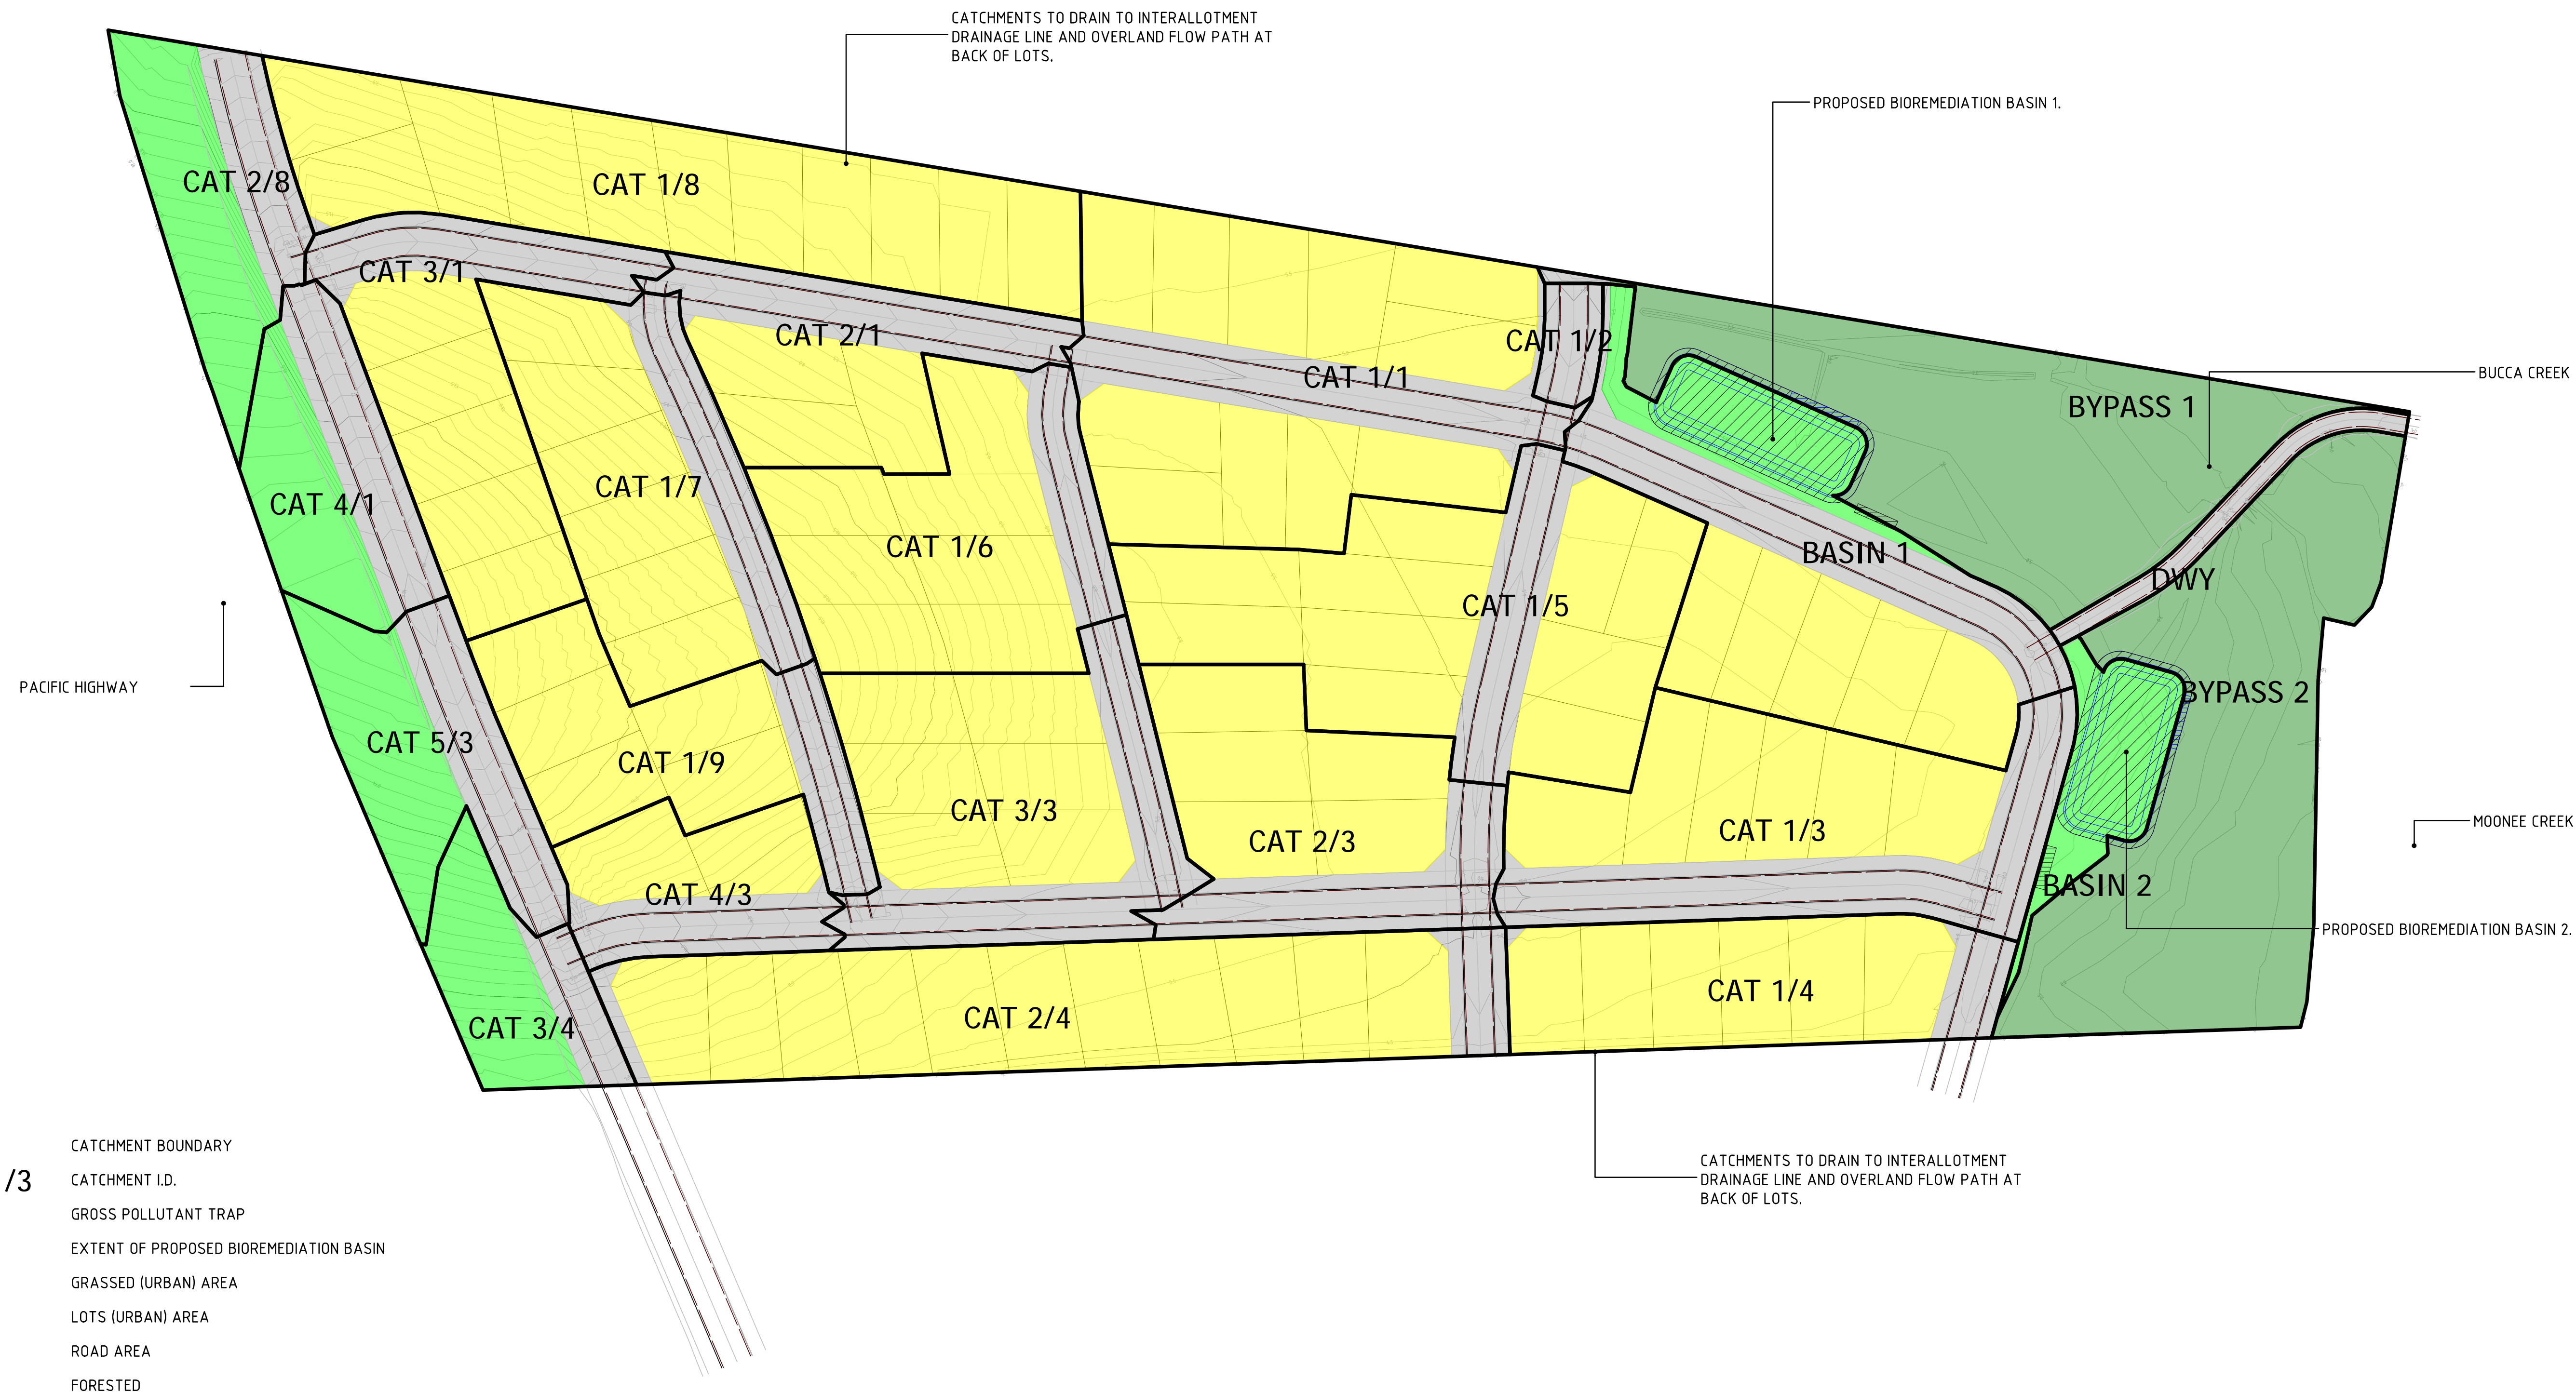 CATCHMENTS TO DRAIN TO INTERALLOTMENT
DRAINAGE LINE AND OVERLAND FLOW PATH AT
BACK OF LOTS.
PROPOSED BIOREMEDIATION BASIN 1.
CAT 2/8
CAT 1/8
CAT 3/1
CAT 2/1
CAT 1/2
CAT 1/1
BUCCA CREEK
BYPASS 1
CAT 4/1
CAT 1/7
CAT 1/6
BASIN 1
DWY
CAT 1/5
PACIFIC HIGHWAY
BYPASS 2
CAT 5/3
CAT 1/9
CAT 3/3
CAT 2/3
CAT 1/3
MOONEE CREEK
CAT 4/3
BASIN 2
PROPOSED BIOREMEDIATION BASIN 2.
CAT 3/4
CAT 2/4
CAT 1/4
CATCHMENTS TO DRAIN TO INTERALLOTMENT
DRAINAGE LINE AND OVERLAND FLOW PATH AT
BACK OF LOTS.
CATCHMENT BOUNDARY
/3 CATCHMENT I.D.
GROSS POLLUTANT TRAP
EXTENT OF PROPOSED BIOREMEDIATION BASIN
GRASSED (URBAN) AREA
LOTS (URBAN) AREA
ROAD AREA
FORESTED